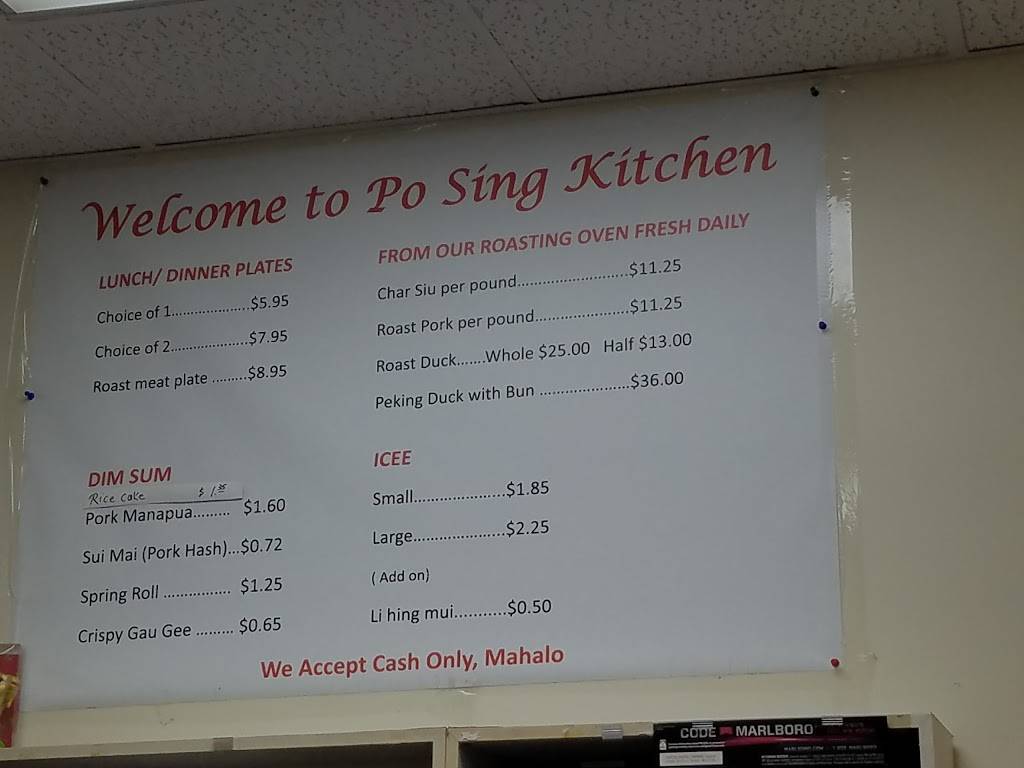 Welcome to Po Sing Kitchen
LUNCH/ DINNER PLATES
Choice of 1.....................$5.95
Choice of 2.....................$7.95
Roast meat plate .........$8.95
FROM OUR ROASTING OVEN FRESH DAILY
Char Siu per pound............................$11.25
Roast Pork per pound........................$11.25
Roast Duck.......Whole $25.00 Half $13.00
Peking Duck with Bun .......................$36.00
DIM SUM
Rice cake $1.35
Pork Manapua......... $1.60
Sui Mai (Pork Hash)...$0.72
Spring Roll ................ $1.25
Crispy Gau Gee ......... $0.65
ICEE
Small......................$1.85
Large......................$2.25
( Add on)
Li hing mui...........$0.50
We Accept Cash Only, Mahalo
CODE MARLBORO